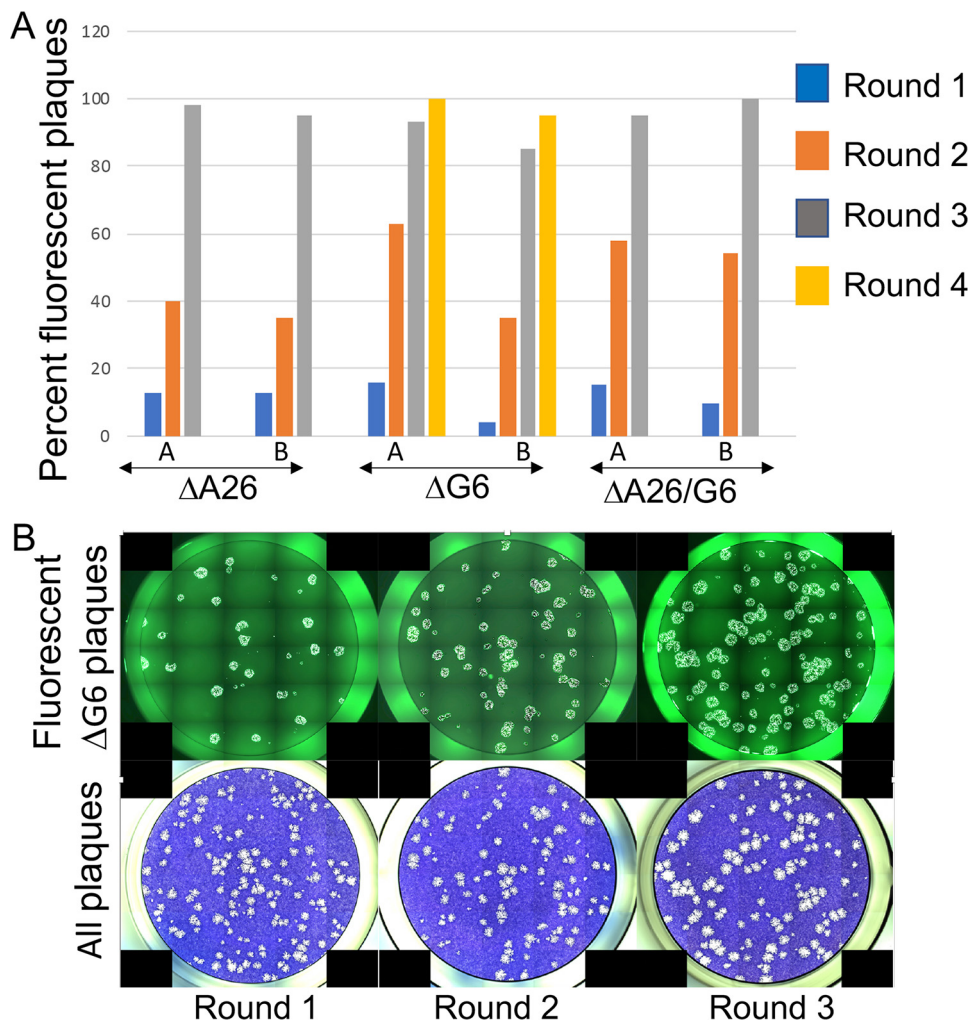 A
Percent fluorescent plaques
120
100
80
60
40
20
0
A
B
A
B
A
B
ΔA26
ΔG6
ΔA26/G6
Round 1
Round 2
Round 3
Round 4
B
Fluorescent
ΔG6 plaques
All plaques
Round 1
Round 2
Round 3